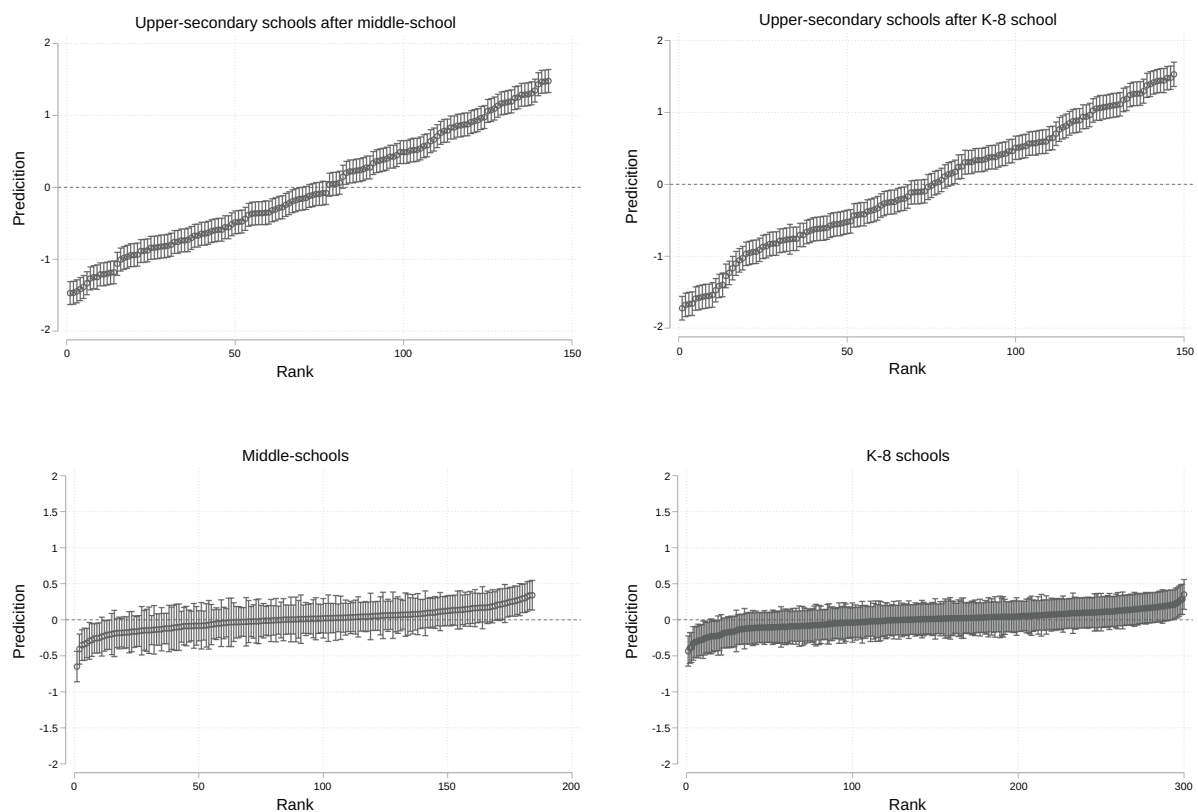 Upper-secondary schools after middle-school
2
1
0
-1
-2
Predicition
0 50 100 150
Rank
Upper-secondary schools after K-8 school
2
1
0
-1
-2
Predicition
0 50 100 150
Rank
Middle-schools
2
1.5
1
0.5
0
-0.5
-1
-1.5
-2
Predicition
0 50 100 150 200
Rank
K-8 schools
2
1.5
1
0.5
0
-0.5
-1
-1.5
-2
Predicition
0 100 200 300
Rank